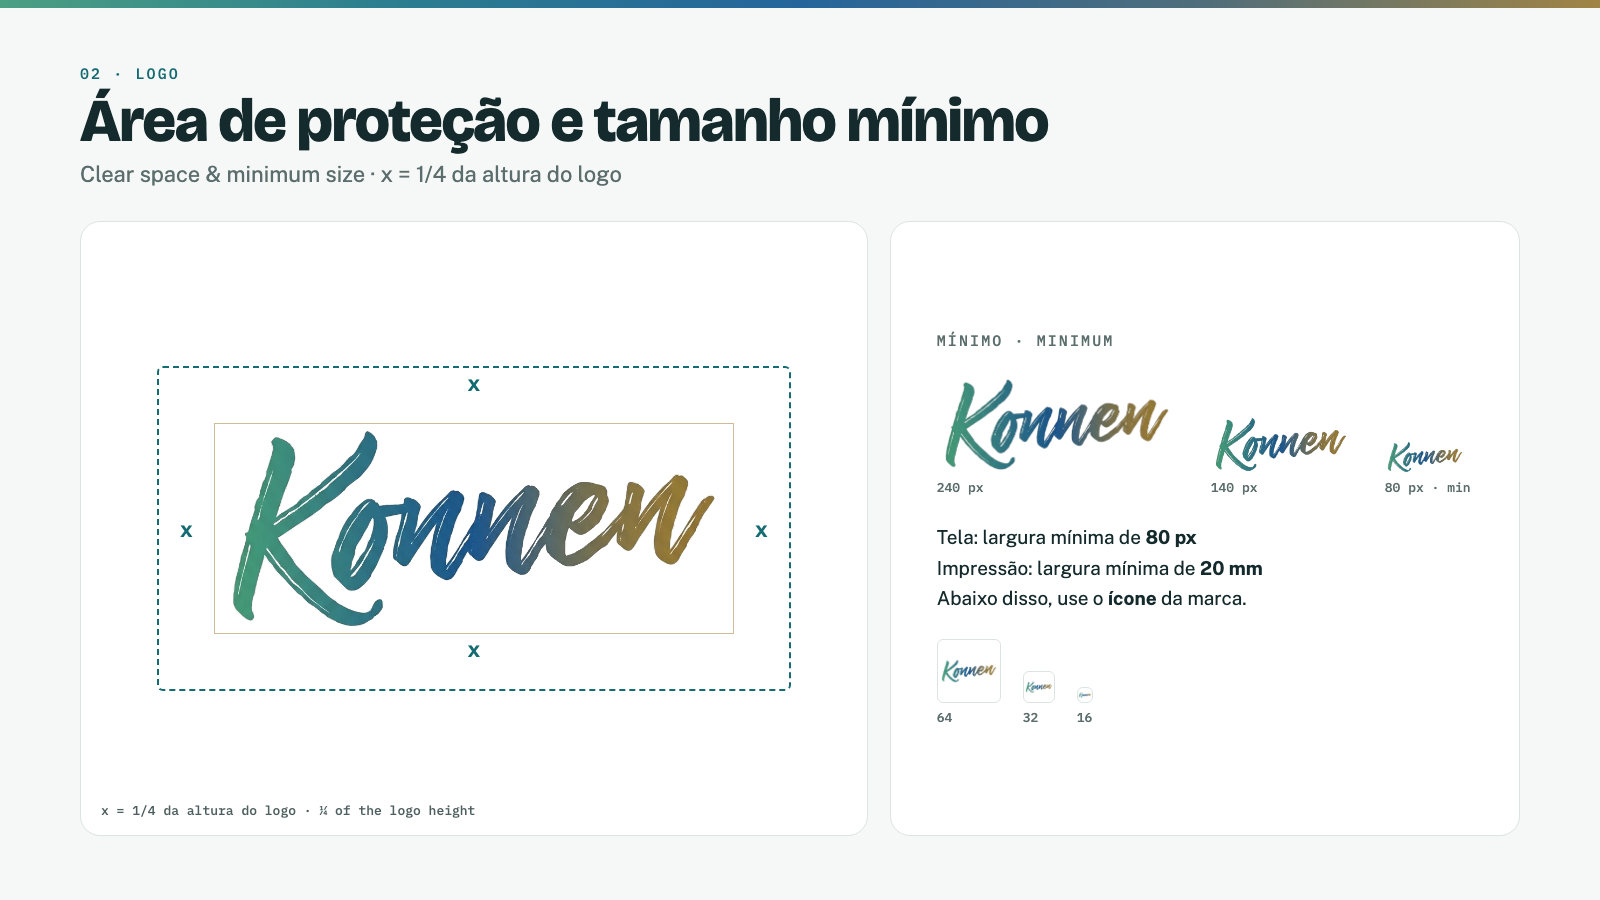 02 · LOGO
Área de proteção e tamanho mínimo
Clear space & minimum size · x = 1/4 da altura do logo
x
x
Konnen
x
x
x = 1/4 da altura do logo · ¼ of the logo height
MÍNIMO · MINIMUM
Konnen
Konnen
Konnen
240 px
140 px
80 px · min
Tela: largura mínima de 80 px
Impressão: largura mínima de 20 mm
Abaixo disso, use o ícone da marca.
Konnen
Konnen
Konnen
64
32
16